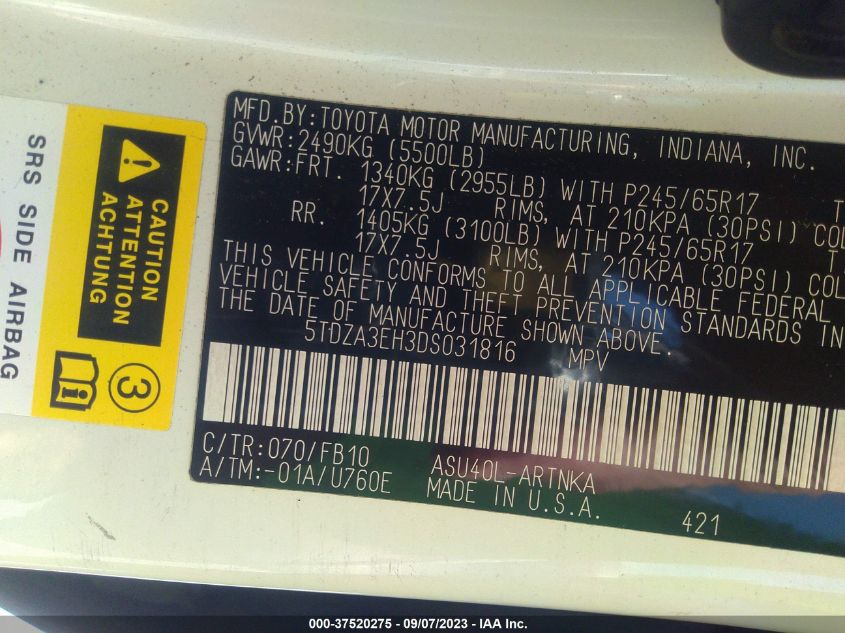 MFD.BY:TOYOTA MOTOR MANUFACTURING, INDIANA, INC.
GVWR:2490KG (5500LB)
GAWR:FRT. 1340KG (2955LB) WITH P245/65R17
17X7.5J RIMS, AT 210KPA (30PSI)
RR. 1405KG (3100LB) WITH P245/65R17
17X7.5J RIMS, AT 210KPA (30PSI)
THIS VEHICLE CONFORMS TO ALL APPLICABLE FEDERAL
VEHICLE SAFETY AND THEFT PREVENTION STANDARDS IN
THE DATE OF MANUFACTURE SHOWN ABOVE.
5TDZA3EH3DS031816 MPV
C/TR:070/FB10 ASU40L-ARTNKA
A/TM:-01A/U760E MADE IN U.S.A.
421
SRS SIDE AIRBAG
CAUTION
ATTENTION
ACHTUNG
3
000-37520275 - 09/07/2023 - IAA Inc.